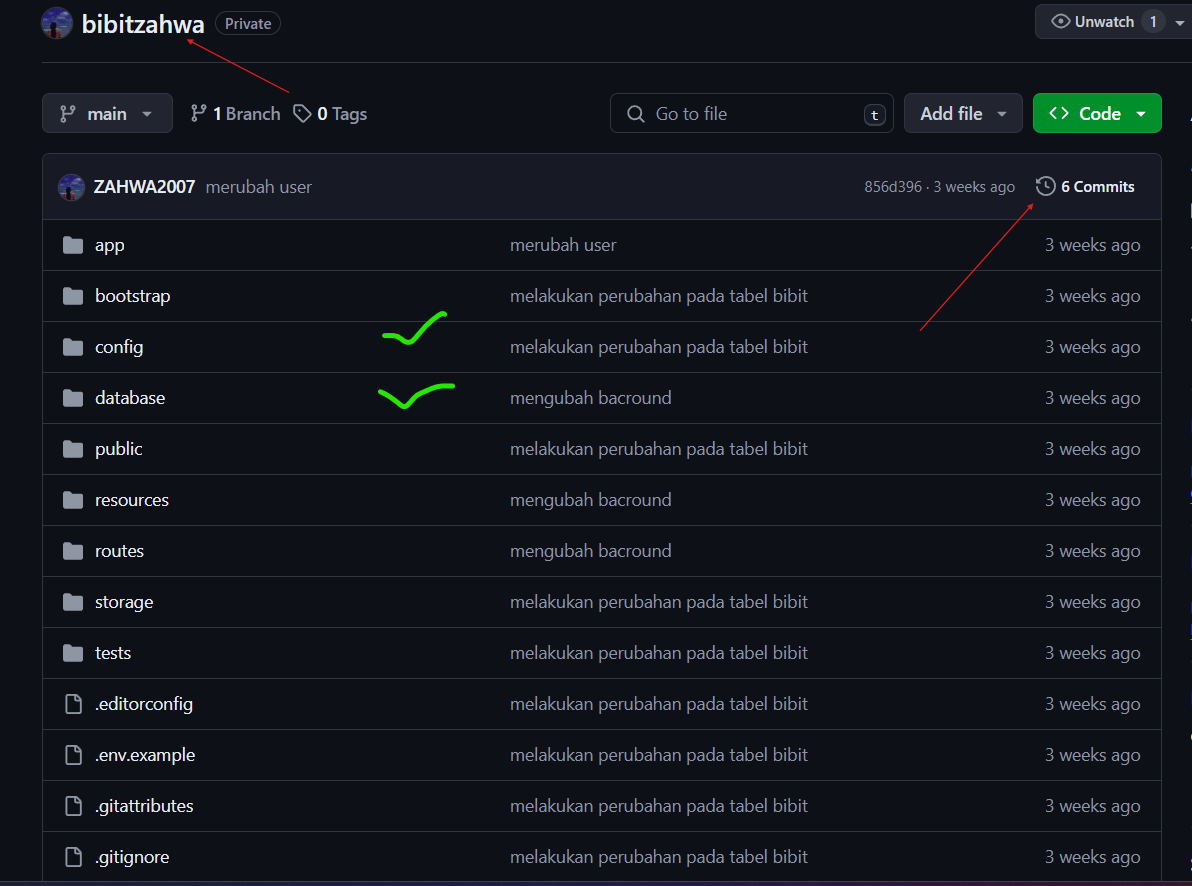 bibitzahwa Private Unwatch 1
main 1 Branch 0 Tags Go to file t Add file Code
ZAHWA2007 merubah user 856d396 · 3 weeks ago 6 Commits
app merubah user 3 weeks ago
bootstrap melakukan perubahan pada tabel bibit 3 weeks ago
config melakukan perubahan pada tabel bibit 3 weeks ago
database mengubah bacround 3 weeks ago
public melakukan perubahan pada tabel bibit 3 weeks ago
resources mengubah bacround 3 weeks ago
routes mengubah bacround 3 weeks ago
storage melakukan perubahan pada tabel bibit 3 weeks ago
tests melakukan perubahan pada tabel bibit 3 weeks ago
.editorconfig melakukan perubahan pada tabel bibit 3 weeks ago
.env.example melakukan perubahan pada tabel bibit 3 weeks ago
.gitattributes melakukan perubahan pada tabel bibit 3 weeks ago
.gitignore melakukan perubahan pada tabel bibit 3 weeks ago